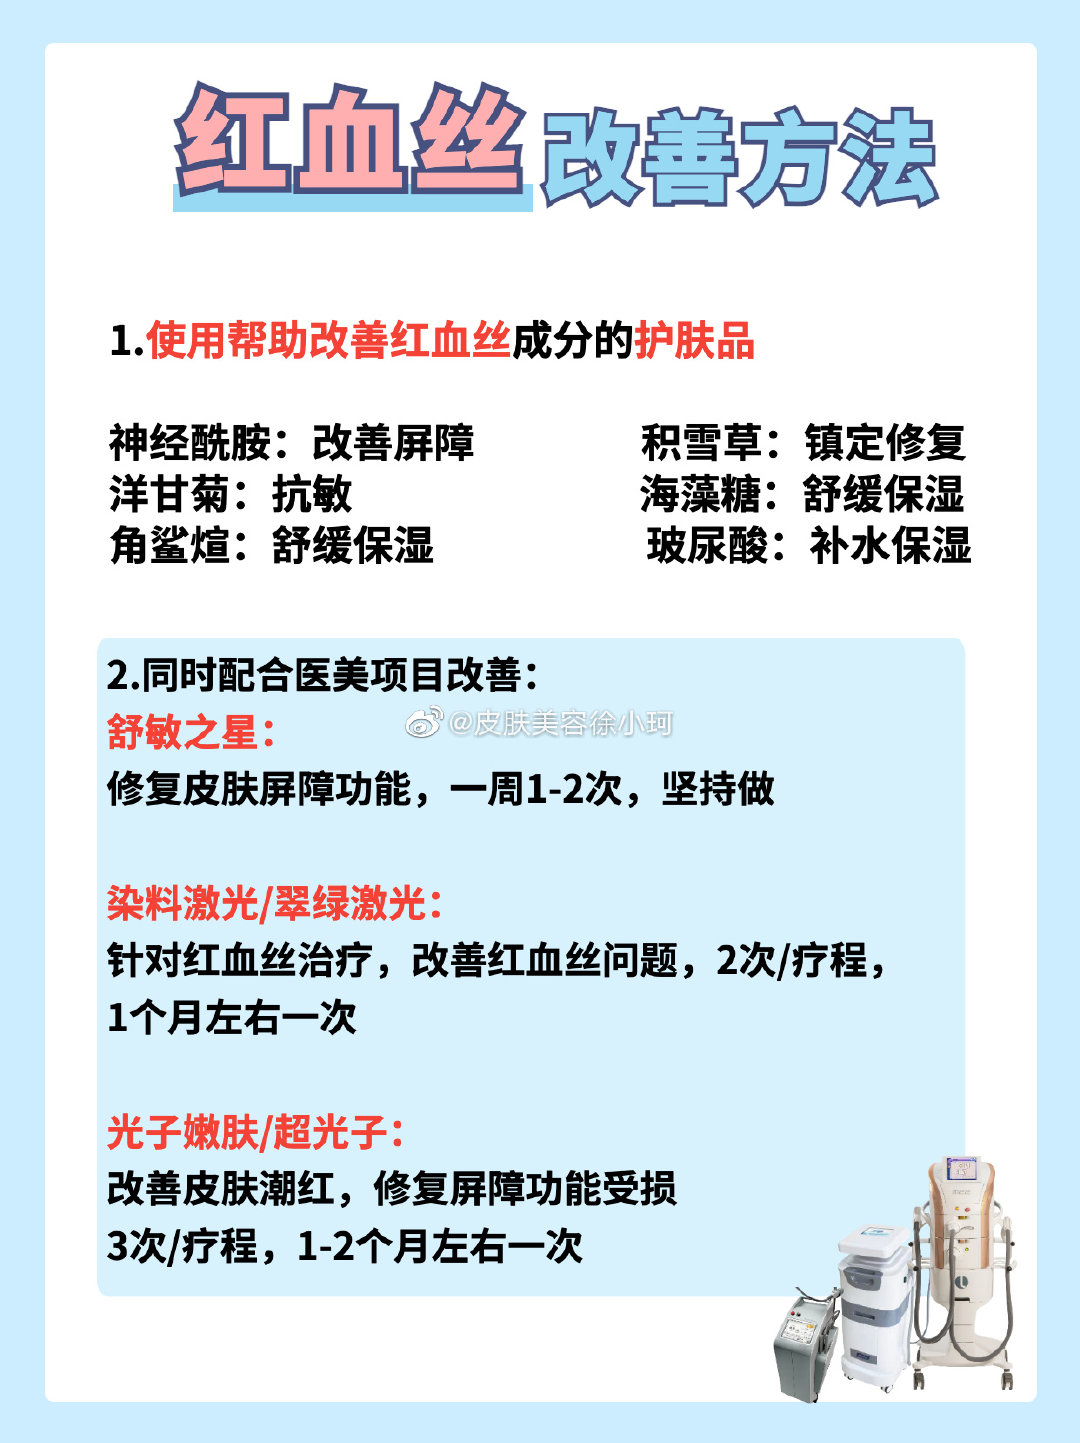 红血丝改善方法
1.使用帮助改善红血丝成分的护肤品
神经酰胺：改善屏障 积雪草：镇定修复
洋甘菊：抗敏 海藻糖：舒缓保湿
角鲨煊：舒缓保湿 玻尿酸：补水保湿
2.同时配合医美项目改善：
舒敏之星：
@皮肤美容徐小珂
修复皮肤屏障功能，一周1-2次，坚持做
染料激光/翠绿激光：
针对红血丝治疗，改善红血丝问题，2次/疗程，
1个月左右一次
光子嫩肤/超光子：
改善皮肤潮红，修复屏障功能受损
3次/疗程，1-2个月左右一次